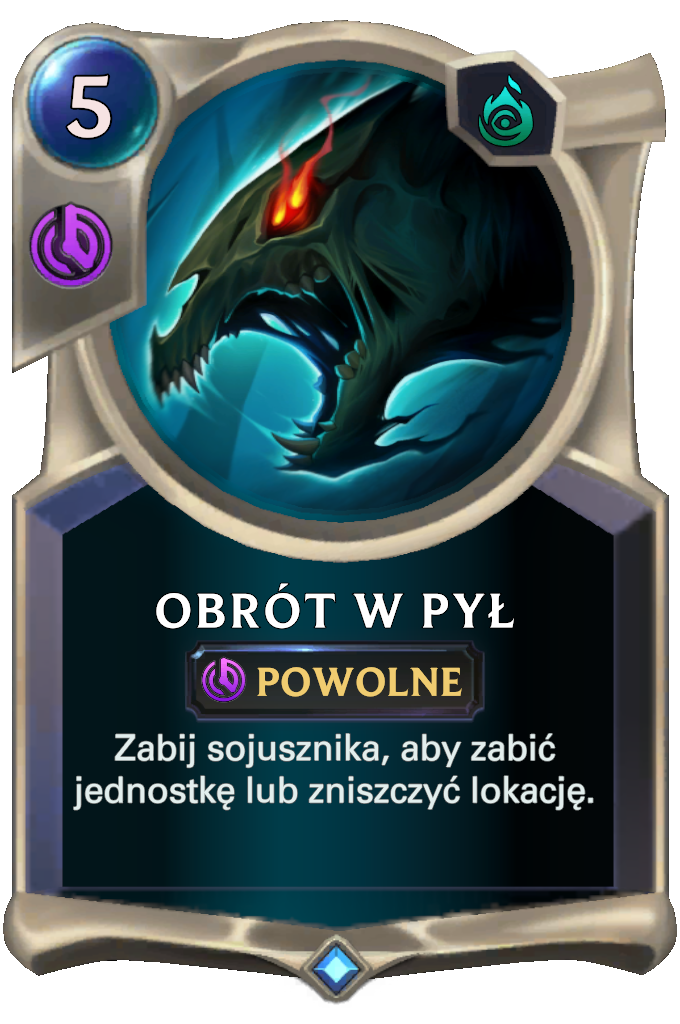 5
OBRÓT W PYŁ
POWOLNE
Zabij sojusznika, aby zabić
jednostkę lub zniszczyć lokację.